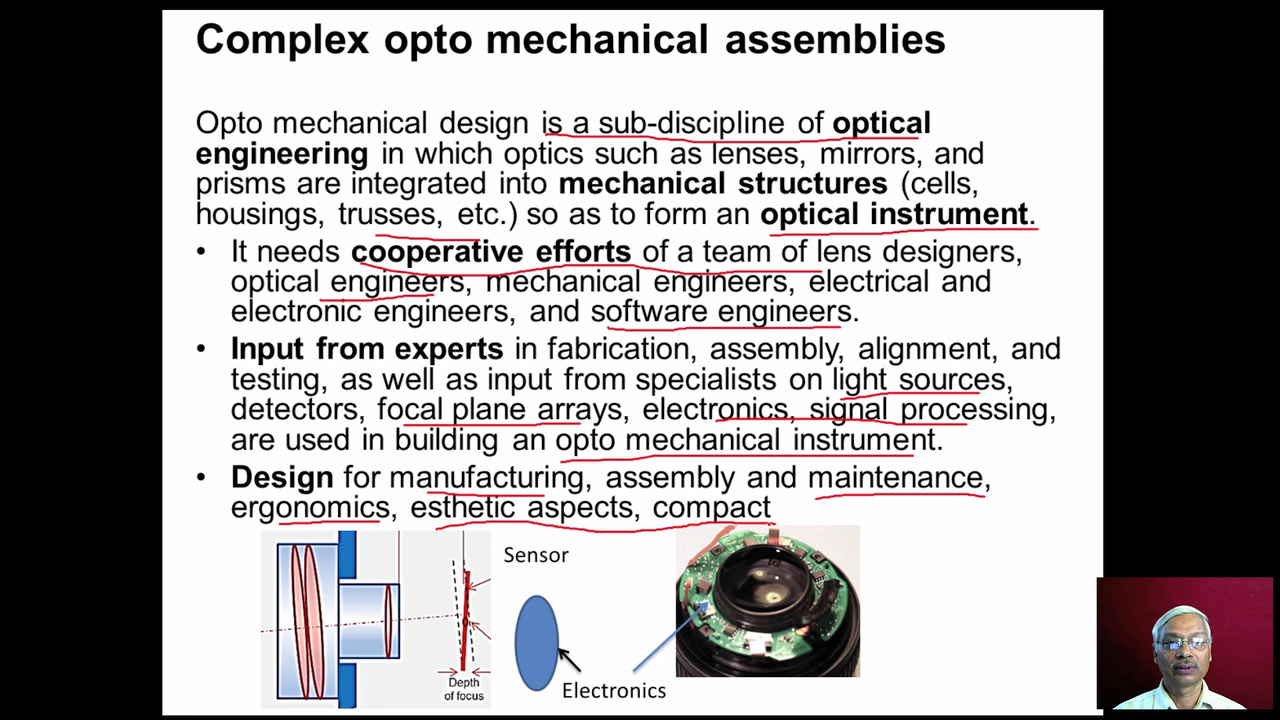 Complex opto mechanical assemblies
Opto mechanical design is a sub-discipline of optical
engineering in which optics such as lenses, mirrors, and
prisms are integrated into mechanical structures (cells,
housings, trusses, etc.) so as to form an optical instrument.
• It needs cooperative efforts of a team of lens designers,
optical engineers, mechanical engineers, electrical and
electronic engineers, and software engineers.
• Input from experts in fabrication, assembly, alignment, and
testing, as well as input from specialists on light sources,
detectors, focal plane arrays, electronics, signal processing,
are used in building an opto mechanical instrument.
• Design for manufacturing, assembly and maintenance,
ergonomics, esthetic aspects, compact
Sensor
Depth
of focus
Electronics